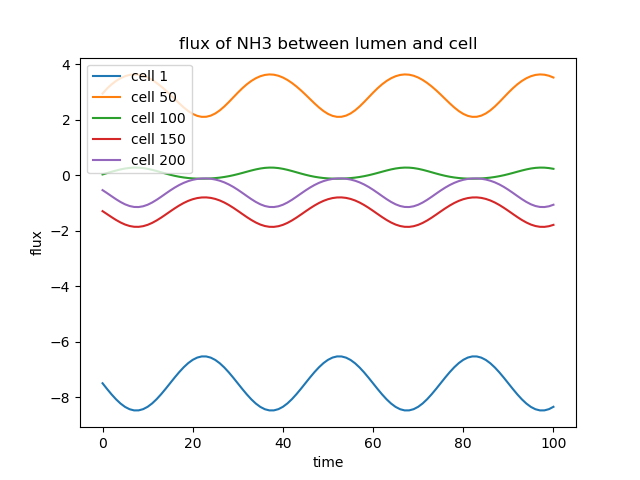 flux of NH3 between lumen and cell
cell 1
cell 50
cell 100
cell 150
cell 200
4
2
0
−2
−4
−6
−8
flux
0 20 40 60 80 100
time